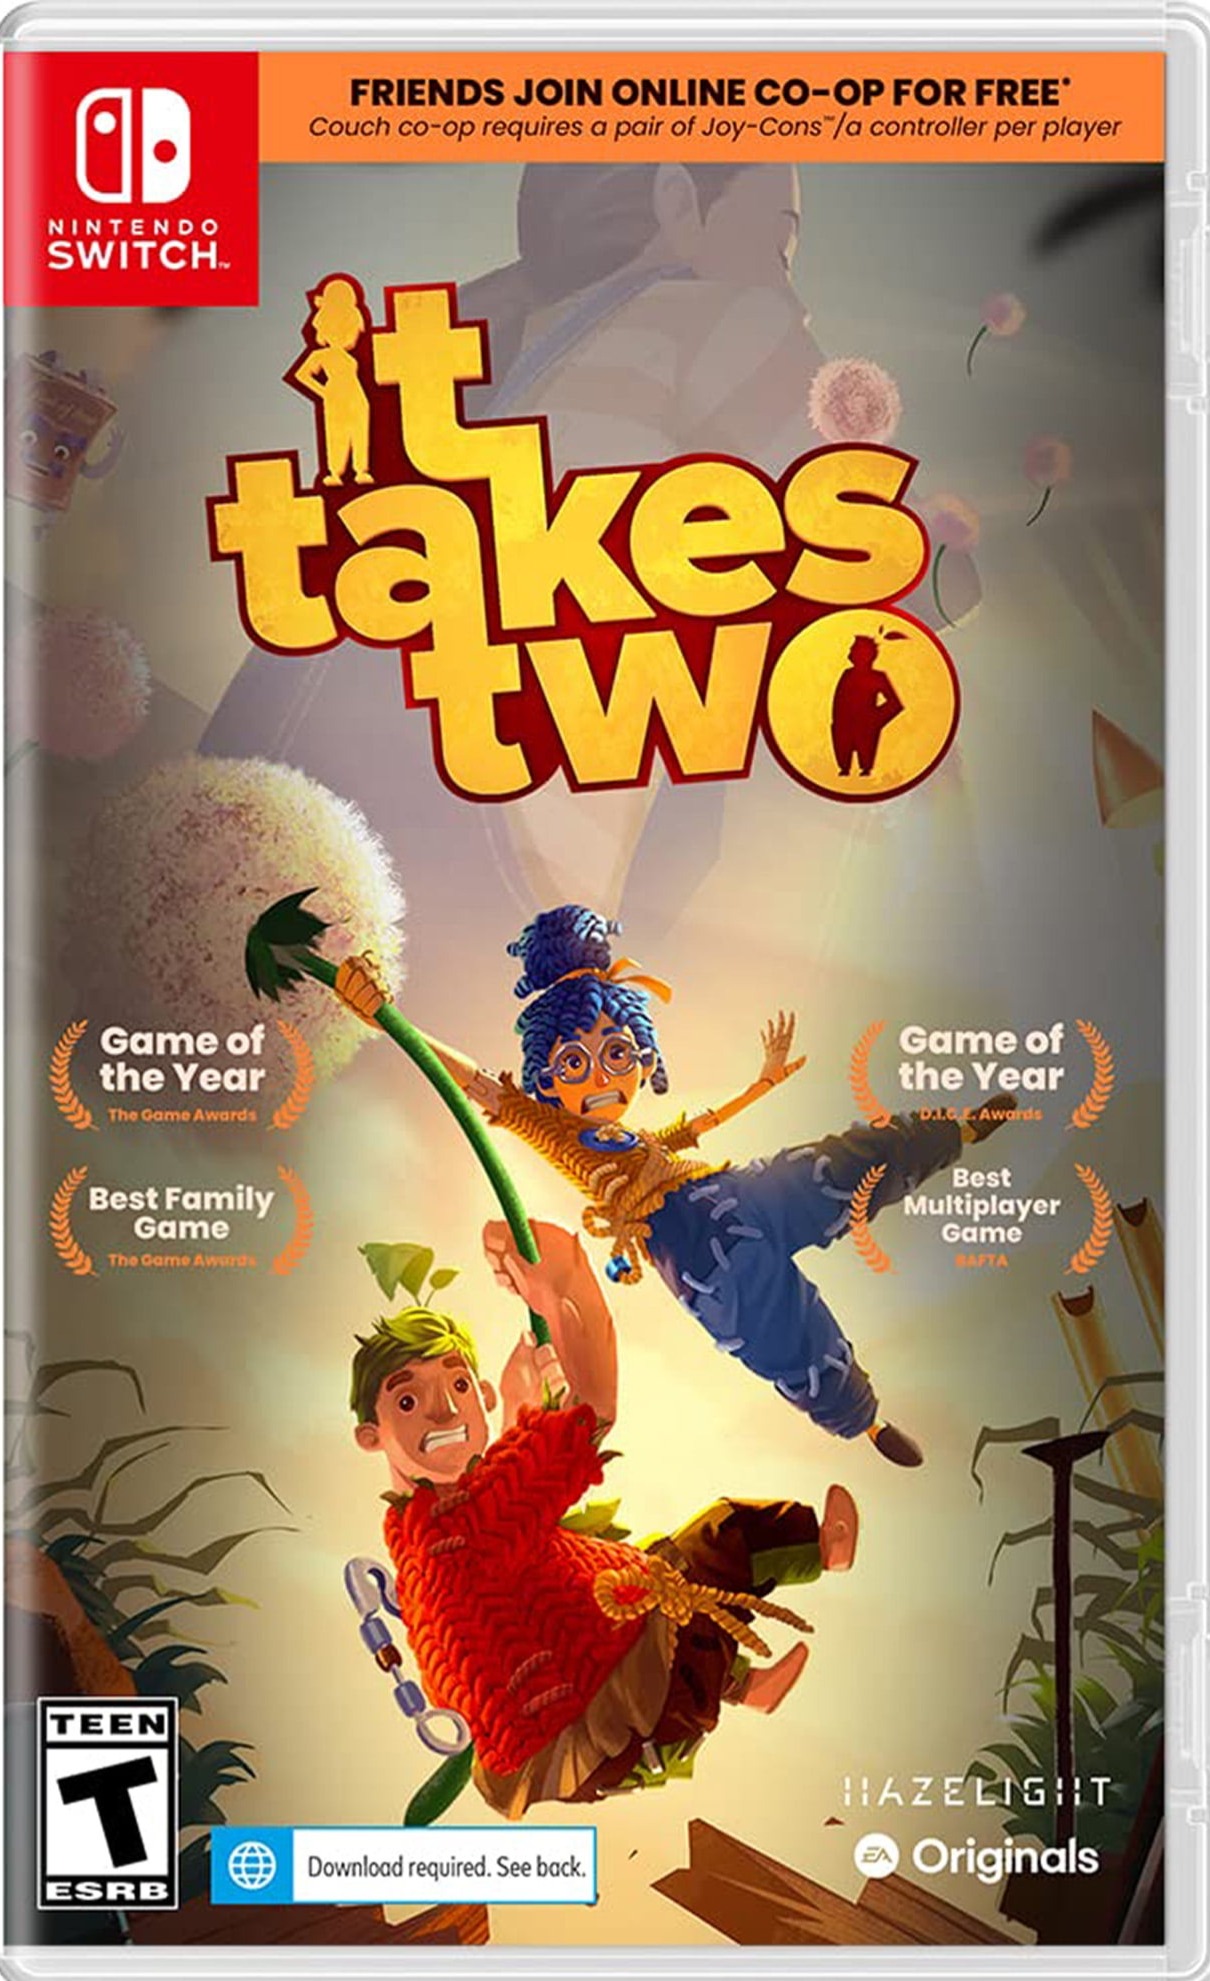 FRIENDS JOIN ONLINE CO-OP FOR FREE*
Couch co-op requires a pair of Joy-Cons™/a controller per player
NINTENDO
SWITCH™
it
takes
two
Game of
the Year
The Game Awards
Game of
the Year
D.I.C.E. Awards
Best Family
Game
The Game Awards
Best
Multiplayer
Game
BAFTA
TEEN
T
ESRB
Download required. See back.
HAZELIGHT
EA Originals